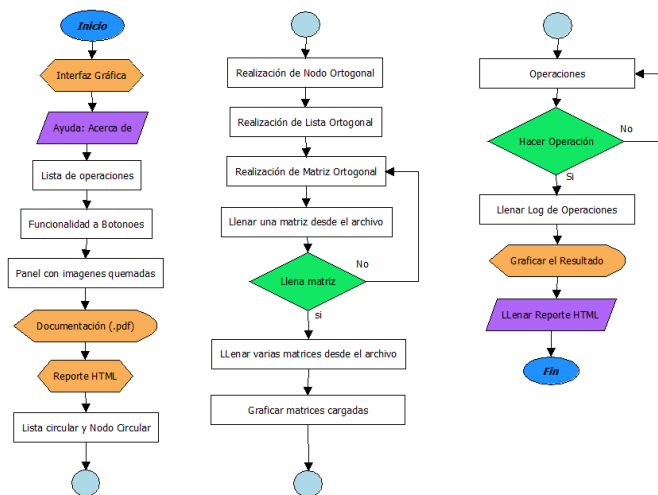 Inicio
Interfaz Gráfica
Ayuda: Acerca de
Lista de operaciones
Funcionalidad a Botonoes
Panel con imagenes quemadas
Documentación (.pdf)
Reporte HTML
Lista circular y Nodo Circular
Realización de Nodo Ortogonal
Realización de Lista Ortogonal
Realización de Matriz Ortogonal
Llenar una matriz desde el archivo
Llena matriz
No
si
LLenar varias matrices desde el archivo
Graficar matrices cargadas
Operaciones
Hacer Operación
No
Si
Llenar Log de Operaciones
Graficar el Resultado
LLenar Reporte HTML
Fin